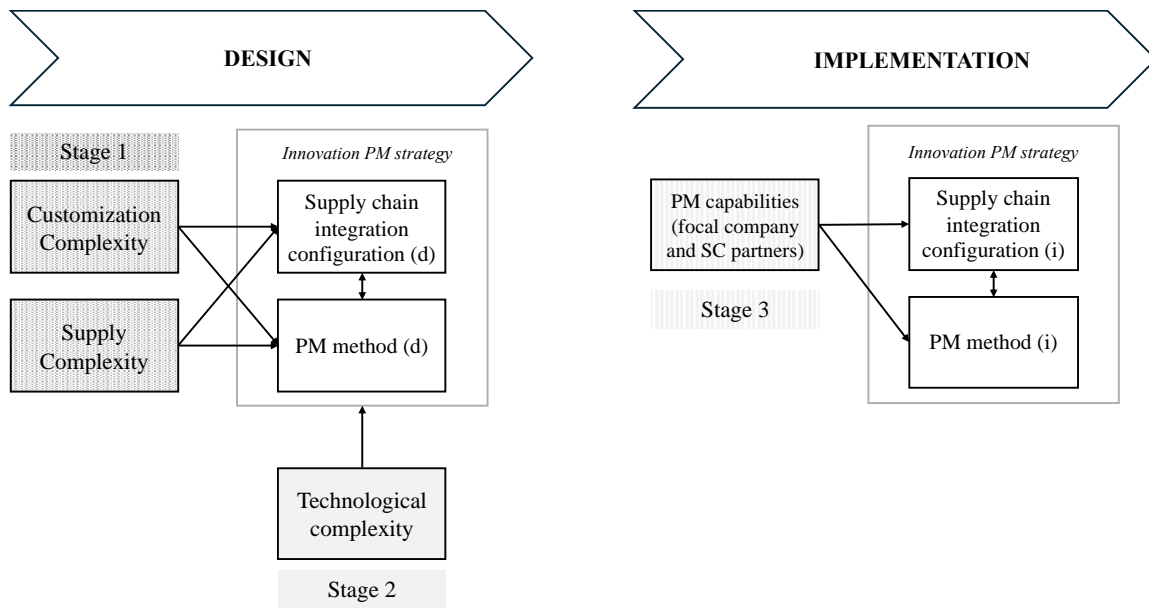 DESIGN
IMPLEMENTATION
Stage 1
Customization
Complexity
Supply
Complexity
Innovation PM strategy
Supply chain
integration
configuration (d)
PM method (d)
Technological
complexity
Stage 2
PM capabilities
(focal company
and SC partners)
Stage 3
Innovation PM strategy
Supply chain
integration
configuration (i)
PM method (i)